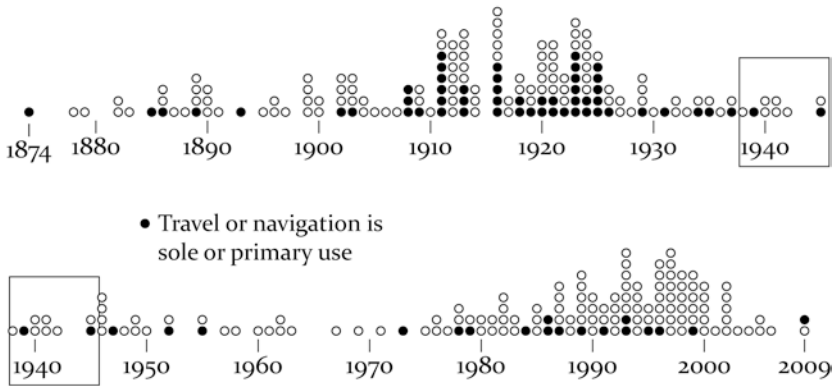 1874 1880 1890 1900 1910 1920 1930 1940
Travel or navigation is
sole or primary use
1940 1950 1960 1970 1980 1990 2000 2009